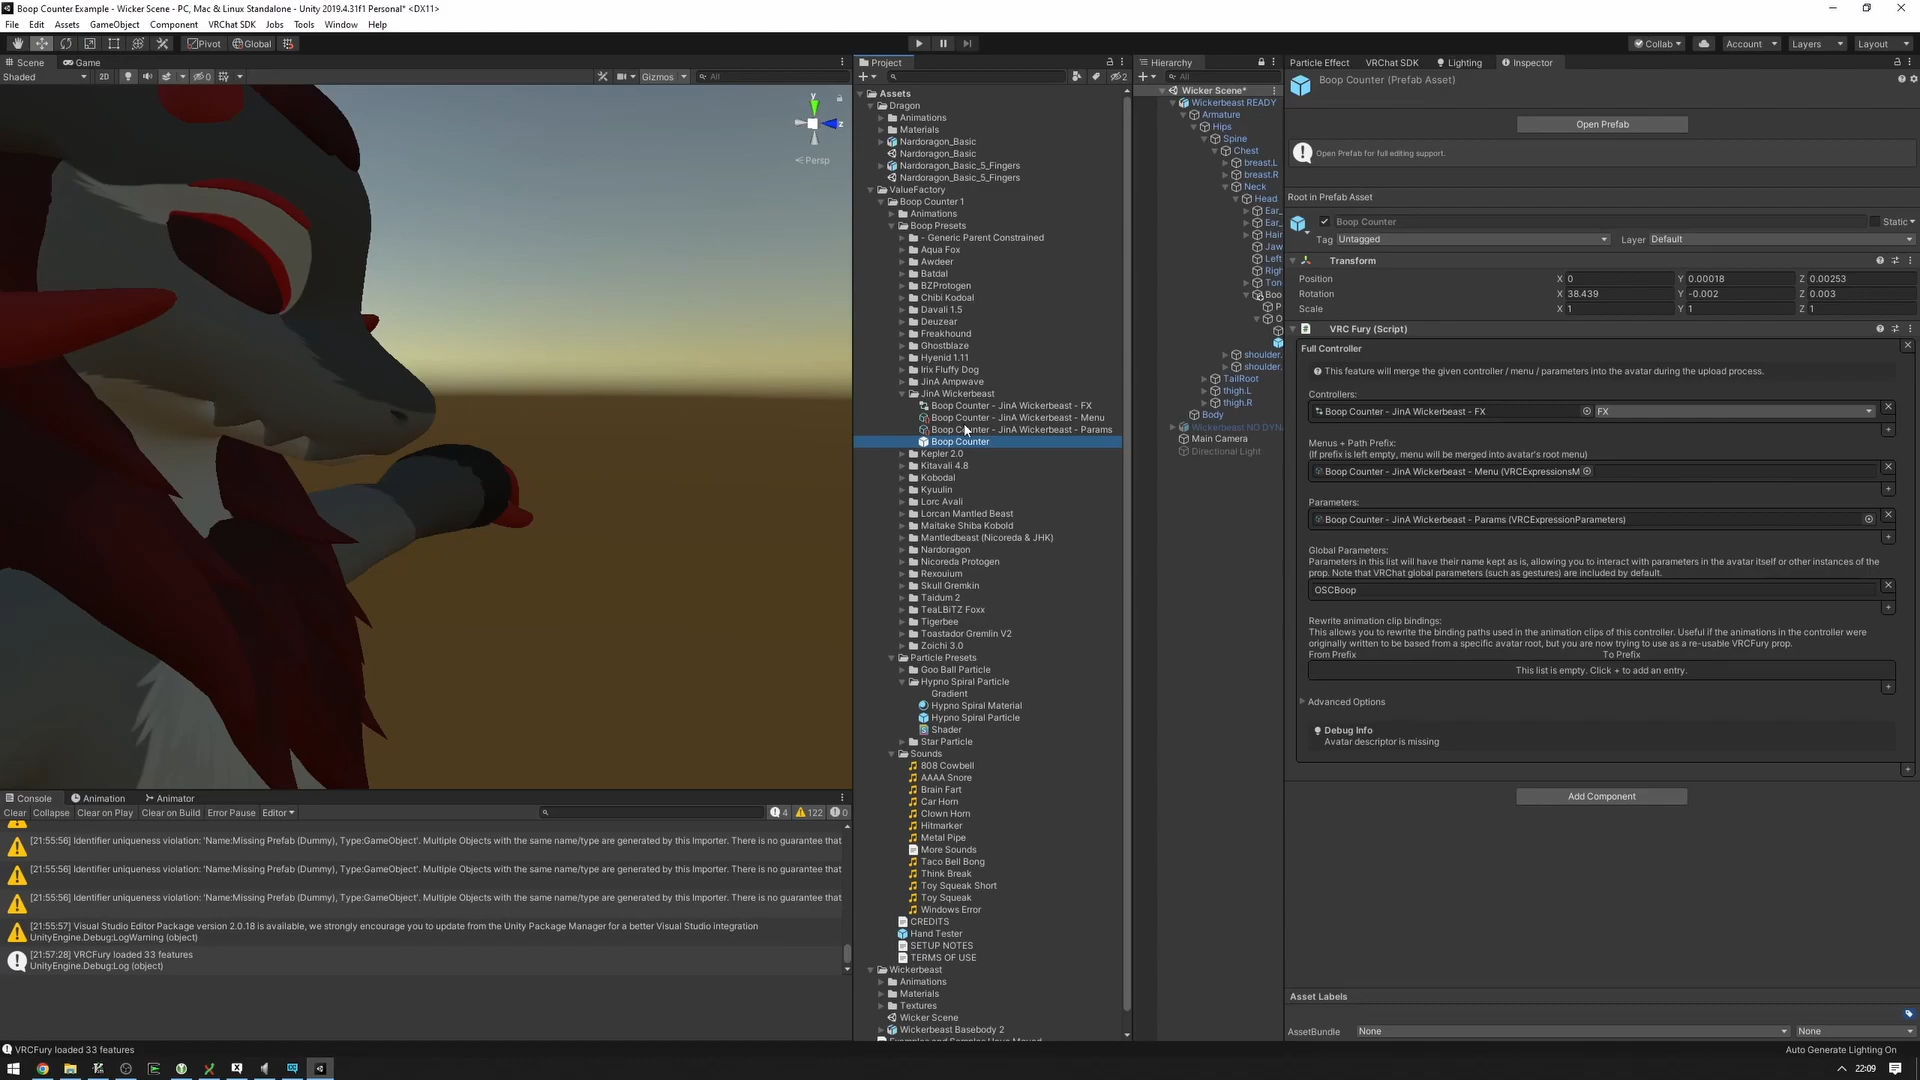 Boop Counter Example - Wicker Scene - PC, Mac & Linux Standalone - Unity 2019.4.31f1 Personal* <DX11>
File Edit Assets GameObject Component VRChat SDK Jobs Tools Window Help
Pivot Global Collab Account Layers Layout
Scene Game
Shaded 2D 0 Gizmos All
y
z
Persp
Console Animation Animator
Clear Collapse Clear on Play Clear on Build Error Pause Editor 4 122 0
[21:55:56] Identifier uniqueness violation: 'Name:Missing Prefab (Dummy), Type:GameObject'. Multiple Objects with the same name/type are generated by this Importer. There is no guarantee that
[21:55:56] Identifier uniqueness violation: 'Name:Missing Prefab (Dummy), Type:GameObject'. Multiple Objects with the same name/type are generated by this Importer. There is no guarantee that
[21:55:56] Identifier uniqueness violation: 'Name:Missing Prefab (Dummy), Type:GameObject'. Multiple Objects with the same name/type are generated by this Importer. There is no guarantee that
[21:55:57] Visual Studio Editor Package version 2.0.18 is available, we strongly encourage you to update from the Unity Package Manager for a better Visual Studio integration
UnityEngine.Debug:LogWarning (object)
[21:57:28] VRCFury loaded 33 features
UnityEngine.Debug:Log (object)
Project
2
Assets
Dragon
Animations
Materials
Nardoragon_Basic
Nardoragon_Basic
Nardoragon_Basic_5_Fingers
Nardoragon_Basic_5_Fingers
ValueFactory
Boop Counter 1
Animations
Boop Presets
- Generic Parent Constrained
Aqua Fox
Awdeer
Batdal
BZProtogen
Chibi Kodoal
Davali 1.5
Deuzear
Freakhound
Ghostblaze
Hyenid 1.11
Irix Fluffy Dog
JinA Ampwave
JinA Wickerbeast
Boop Counter - JinA Wickerbeast - FX
Boop Counter - JinA Wickerbeast - Menu
Boop Counter - JinA Wickerbeast - Params
Boop Counter
Kepler 2.0
Kitavali 4.8
Kobodal
Kyuulin
Lorc Avali
Lorcan Mantled Beast
Maitake Shiba Kobold
Mantledbeast (Nicoreda & JHK)
Nardoragon
Nicoreda Protogen
Rexouium
Skull Gremkin
Taidum 2
TeaLBiTZ Foxx
Tigerbee
Toastador Gremlin V2
Zoichi 3.0
Particle Presets
Goo Ball Particle
Hypno Spiral Particle
Gradient
Hypno Spiral Material
Hypno Spiral Particle
Shader
Star Particle
Sounds
808 Cowbell
AAAA Snore
Brain Fart
Car Horn
Clown Horn
Hitmarker
Metal Pipe
More Sounds
Taco Bell Bong
Think Break
Toy Squeak Short
Toy Squeak
Windows Error
CREDITS
Hand Tester
SETUP NOTES
TERMS OF USE
Wickerbeast
Animations
Materials
Textures
Wicker Scene
Wickerbeast Basebody 2
Hierarchy
All
Wicker Scene*
Wickerbeast READY
Armature
Hips
Spine
Chest
breast.L
breast.R
Neck
Head
Ear_
Ear_
Hair
Jaw
Left
Righ
Ton
Boo
P
O
shoulder.
shoulder.
TailRoot
thigh.L
thigh.R
Body
Wickerbeast NO DYNA
Main Camera
Directional Light
Particle Effect VRChat SDK Lighting Inspector
Boop Counter (Prefab Asset)
Open Prefab
Open Prefab for full editing support.
Root in Prefab Asset
Boop Counter Static
Tag Untagged Layer Default
Transform
Position X 0 Y 0.00018 Z 0.00253
Rotation X 38.439 Y -0.002 Z 0.003
Scale X 1 Y 1 Z 1
VRC Fury (Script)
Full Controller
This feature will merge the given controller / menu / parameters into the avatar during the upload process.
Controllers:
Boop Counter - JinA Wickerbeast - FX FX
Menus + Path Prefix:
(If prefix is left empty, menu will be merged into avatar's root menu)
Boop Counter - JinA Wickerbeast - Menu (VRCExpressionsM
Parameters:
Boop Counter - JinA Wickerbeast - Params (VRCExpressionParameters)
Global Parameters:
Parameters in this list will have their name kept as is, allowing you to interact with parameters in the avatar itself or other instances of the
prop. Note that VRChat global parameters (such as gestures) are included by default.
OSCBoop
Rewrite animation clip bindings:
This allows you to rewrite the binding paths used in the animation clips of this controller. Useful if the animations in the controller were
originally written to be based from a specific avatar root, but you are now trying to use as a re-usable VRCFury prop.
From Prefix To Prefix
This list is empty. Click + to add an entry.
Advanced Options
Debug Info
Avatar descriptor is missing
Add Component
Asset Labels
AssetBundle None None
VRCFury loaded 33 features
Auto Generate Lighting On
22:09